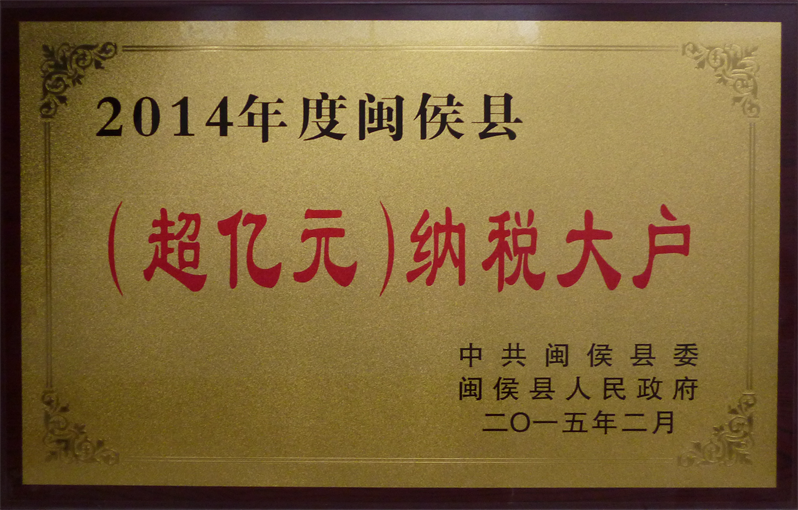 2014年度闽侯县
（超亿元）纳税大户
中共闽侯县委
闽侯县人民政府
二〇一五年二月